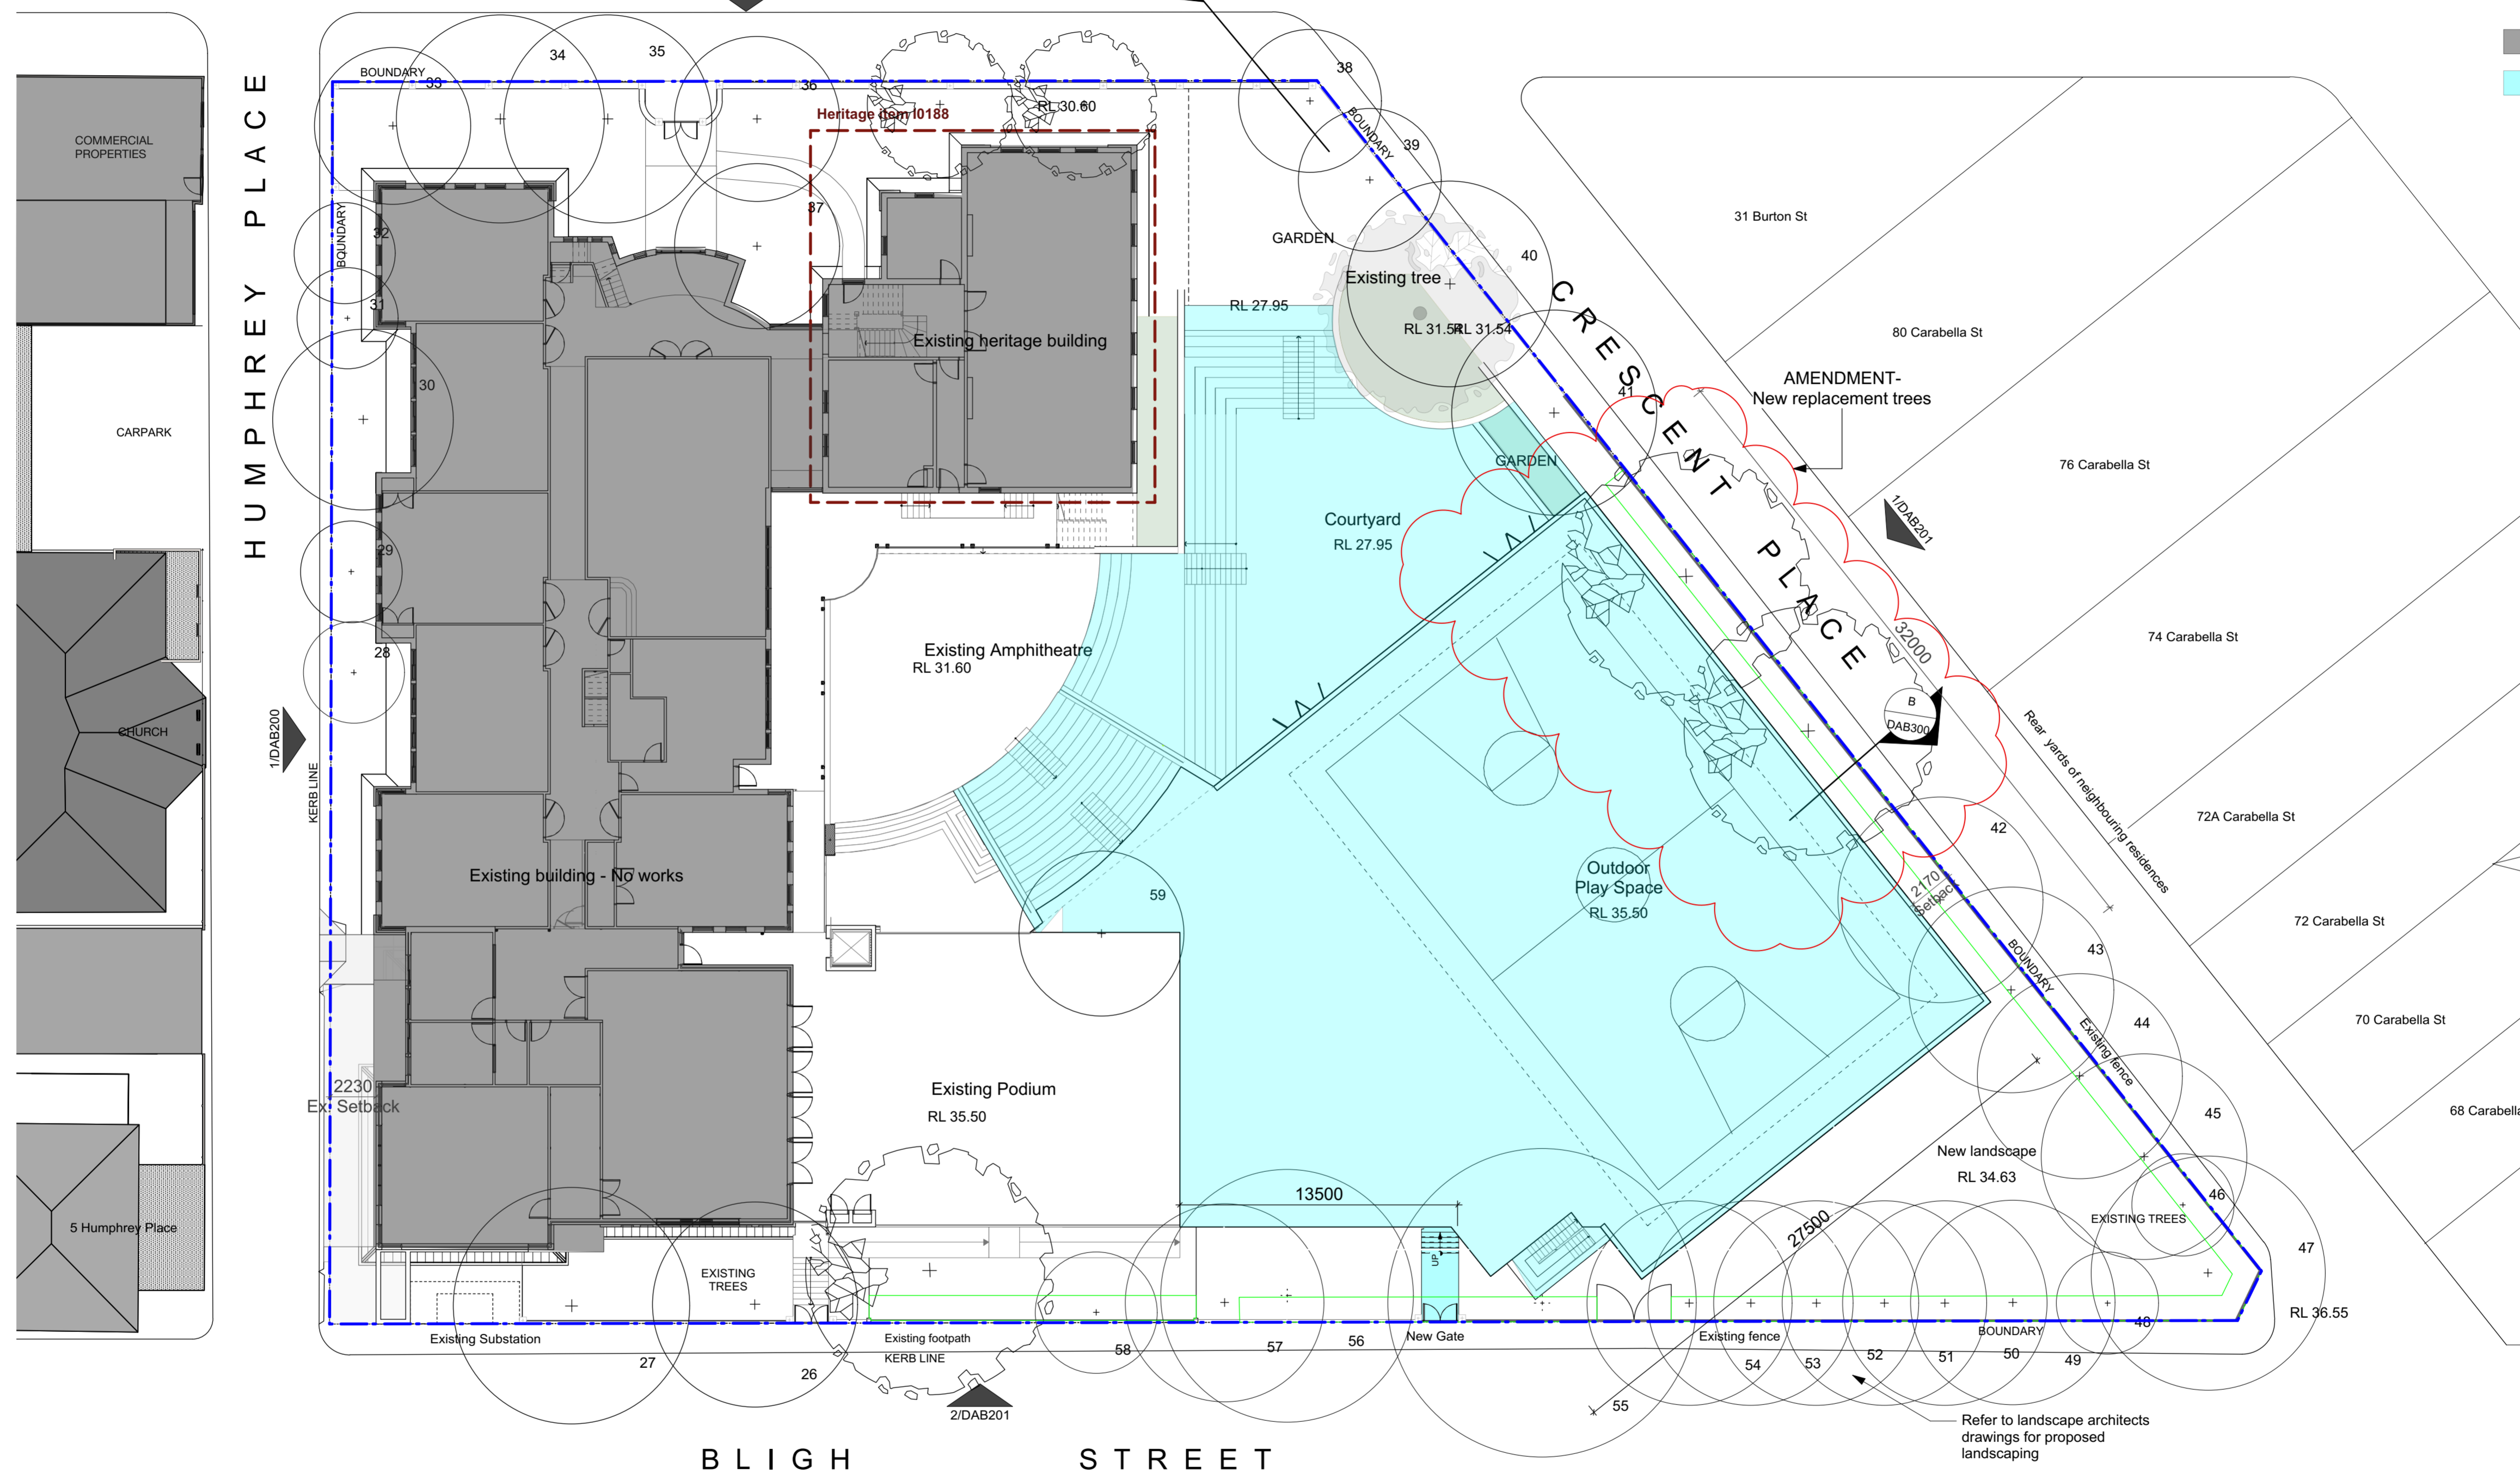 BOUNDARY
33
34
35
36
38
COMMERCIAL
PROPERTIES
HUMPHREY PLACE
Heritage item I0188
RL 30.60
BOUNDARY
39
31 Burton St
BOUNDARY
32
37
GARDEN
40
Existing tree
31
RL 27.95
RL 31.54
RL 31.54
CRESCENT PLACE
80 Carabella St
Existing heritage building
30
41
AMENDMENT-
New replacement trees
CARPARK
GARDEN
76 Carabella St
Courtyard
RL 27.95
1/DAB201
29
28
Existing Amphitheatre
RL 31.60
32000
74 Carabella St
B
DAB300
CHURCH
1/DAB200
KERB LINE
Rear yards of neighbouring residences
72A Carabella St
42
Existing building - No works
59
Outdoor
Play Space
RL 35.50
2170
Setback
72 Carabella St
43
BOUNDARY
44
70 Carabella St
Existing fence
2230
Ex. Setback
Existing Podium
RL 35.50
45
68 Carabella
New landscape
RL 34.63
13500
46
5 Humphrey Place
27500
EXISTING TREES
47
UP
EXISTING
TREES
RL 36.55
48
Existing Substation
Existing footpath
KERB LINE
New Gate
Existing fence
BOUNDARY
27
26
58
57
56
55
54
53
52
51
50
49
2/DAB201
Refer to landscape architects
drawings for proposed
landscaping
BLIGH STREET